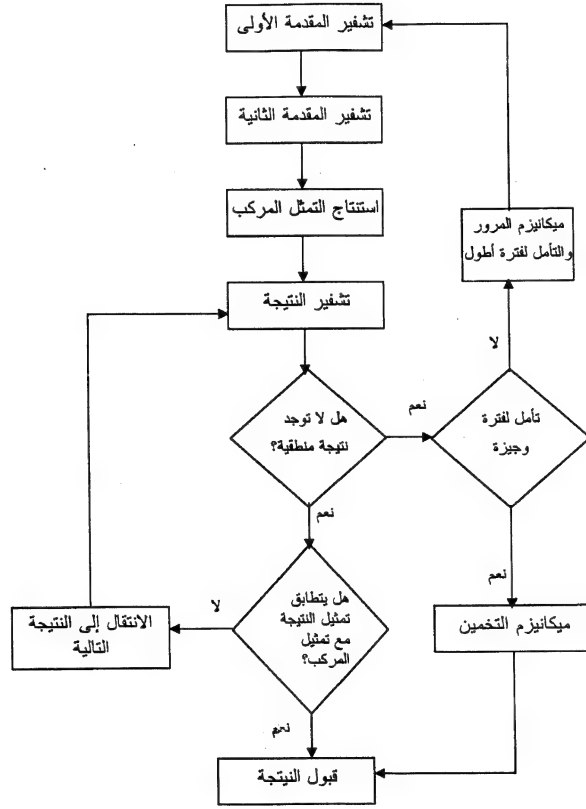 تشفير المقدمة الأولى
تشفير المقدمة الثانية
استنتاج التمثل المركب
ميكانيزم المرور
والتأمل لفترة أطول
تشفير النتيجة
لا
هل لا توجد
نتيجة منطقية؟
نعم
تأمل لفترة
وجيزة
نعم
نعم
هل يتطابق
تمثيل النتيجة
مع تمثيل
المركب؟
لا
الانتقال إلى النتيجة
التالية
ميكانيزم التخمين
نعم
قبول النيتجة